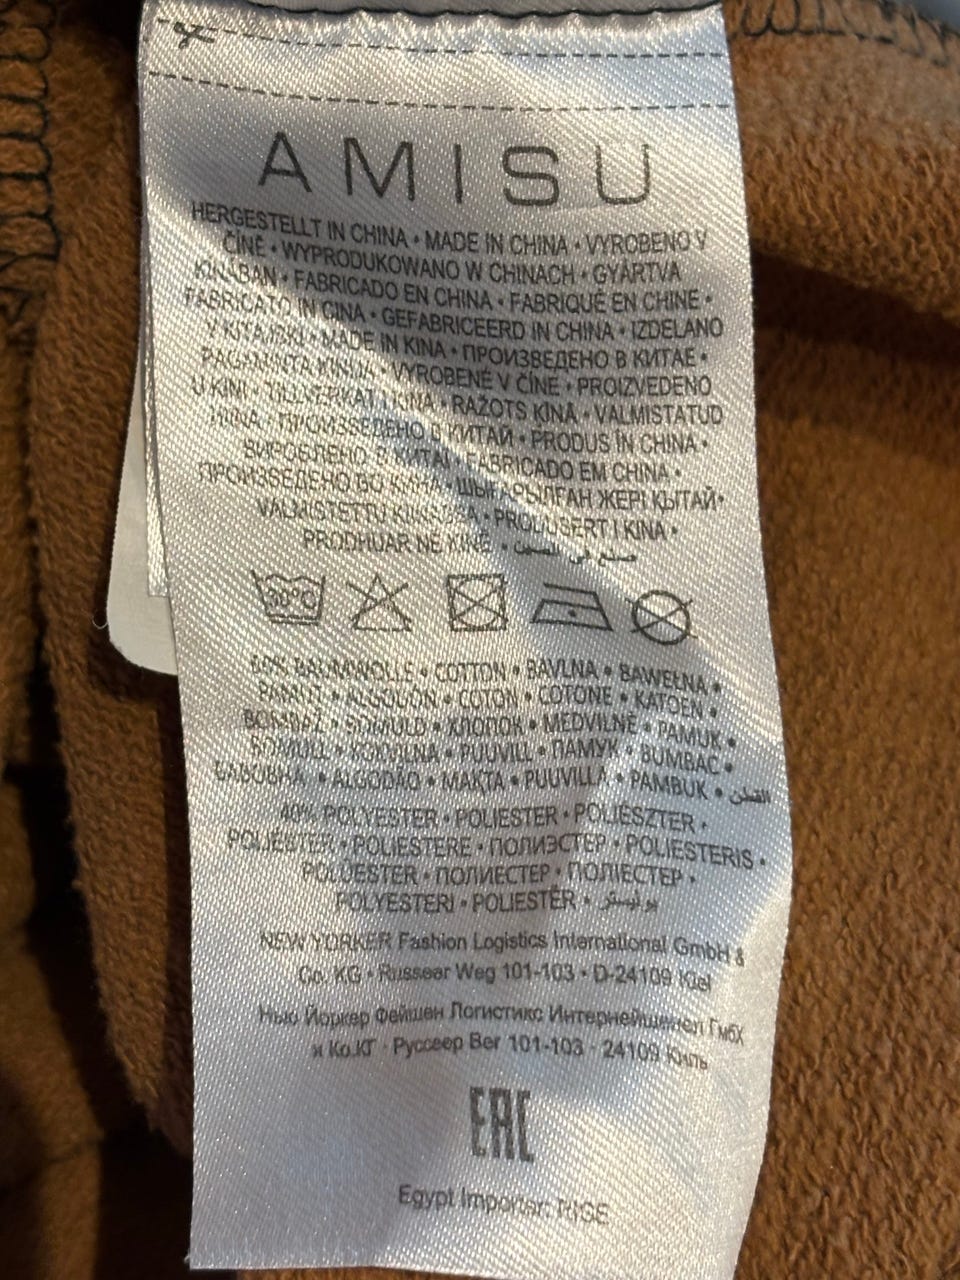 AMISU
HERGESTELLT IN CHINA • MADE IN CHINA • VYROBENO V
ČÍNĚ • WYPRODUKOWANO W CHINACH • GYÁRTVA
KÍNÁBAN • FABRICADO EN CHINA • FABRIQUÉ EN CHINE •
FABRICATO IN CINA • GEFABRICEERD IN CHINA • IZDELANO
V KITAJSKI • MADE IN KINA • ПРОИЗВЕДЕНО В КИТАЕ •
PAGAMINTA KINIJA • VYROBENÉ V ČÍNE • PROIZVEDENO
U KINI • TILLVERKAT I KINA • RAŽOTS ĶĪNĀ • VALMISTATUD
HIINA • ПРОИЗВЕДЕНО В КИТАЙ • PRODUS ÎN CHINA •
ВИРОБЛЕНО В КИТАЇ • FABRICADO EM CHINA •
ПРОИЗВЕДЕНО ВО КИНА • ШЫҒАРЫЛҒАН ЖЕРІ ҚЫТАЙ•
VALMISTETTU KIINASSA • PRODUSERT I KINA •
PRODHUAR NË KINË • صنع في الصين
30°C
60% BAUMWOLLE • COTTON • BAVLNA • BAWEŁNA •
PAMUT • ALGODÓN • COTON • COTONE • KATOEN •
BOMBAŽ • BOMULD • ХЛОПОК • MEDVILNĖ • PAMUK •
BOMULL • KOKVILNA • PUUVILL • ПАМУК • BUMBAC •
БАВОВНА • ALGODÃO • МАҚТА • PUUVILLA • PAMBUK • القطن
40% POLYESTER • POLIESTER • POLIÉSZTER •
POLIÉSTER • POLIESTERE • ПОЛИЭСТЕР • POLIESTERIS •
POLÜESTER • ПОЛИЕСТЕР • ПОЛІЕСТЕР •
POLYESTERI • POLIESTËR • بوليستر
NEW YORKER Fashion Logistics International GmbH &
Co. KG • Russeer Weg 101-103 • D-24109 Kiel
Нью Йоркер Фейшен Логистикс Интернейшенел ГмбХ
и Ко.КГ · Руссеер Вег 101-103 · 24109 Киль
EAC
Egypt Importer: RISE